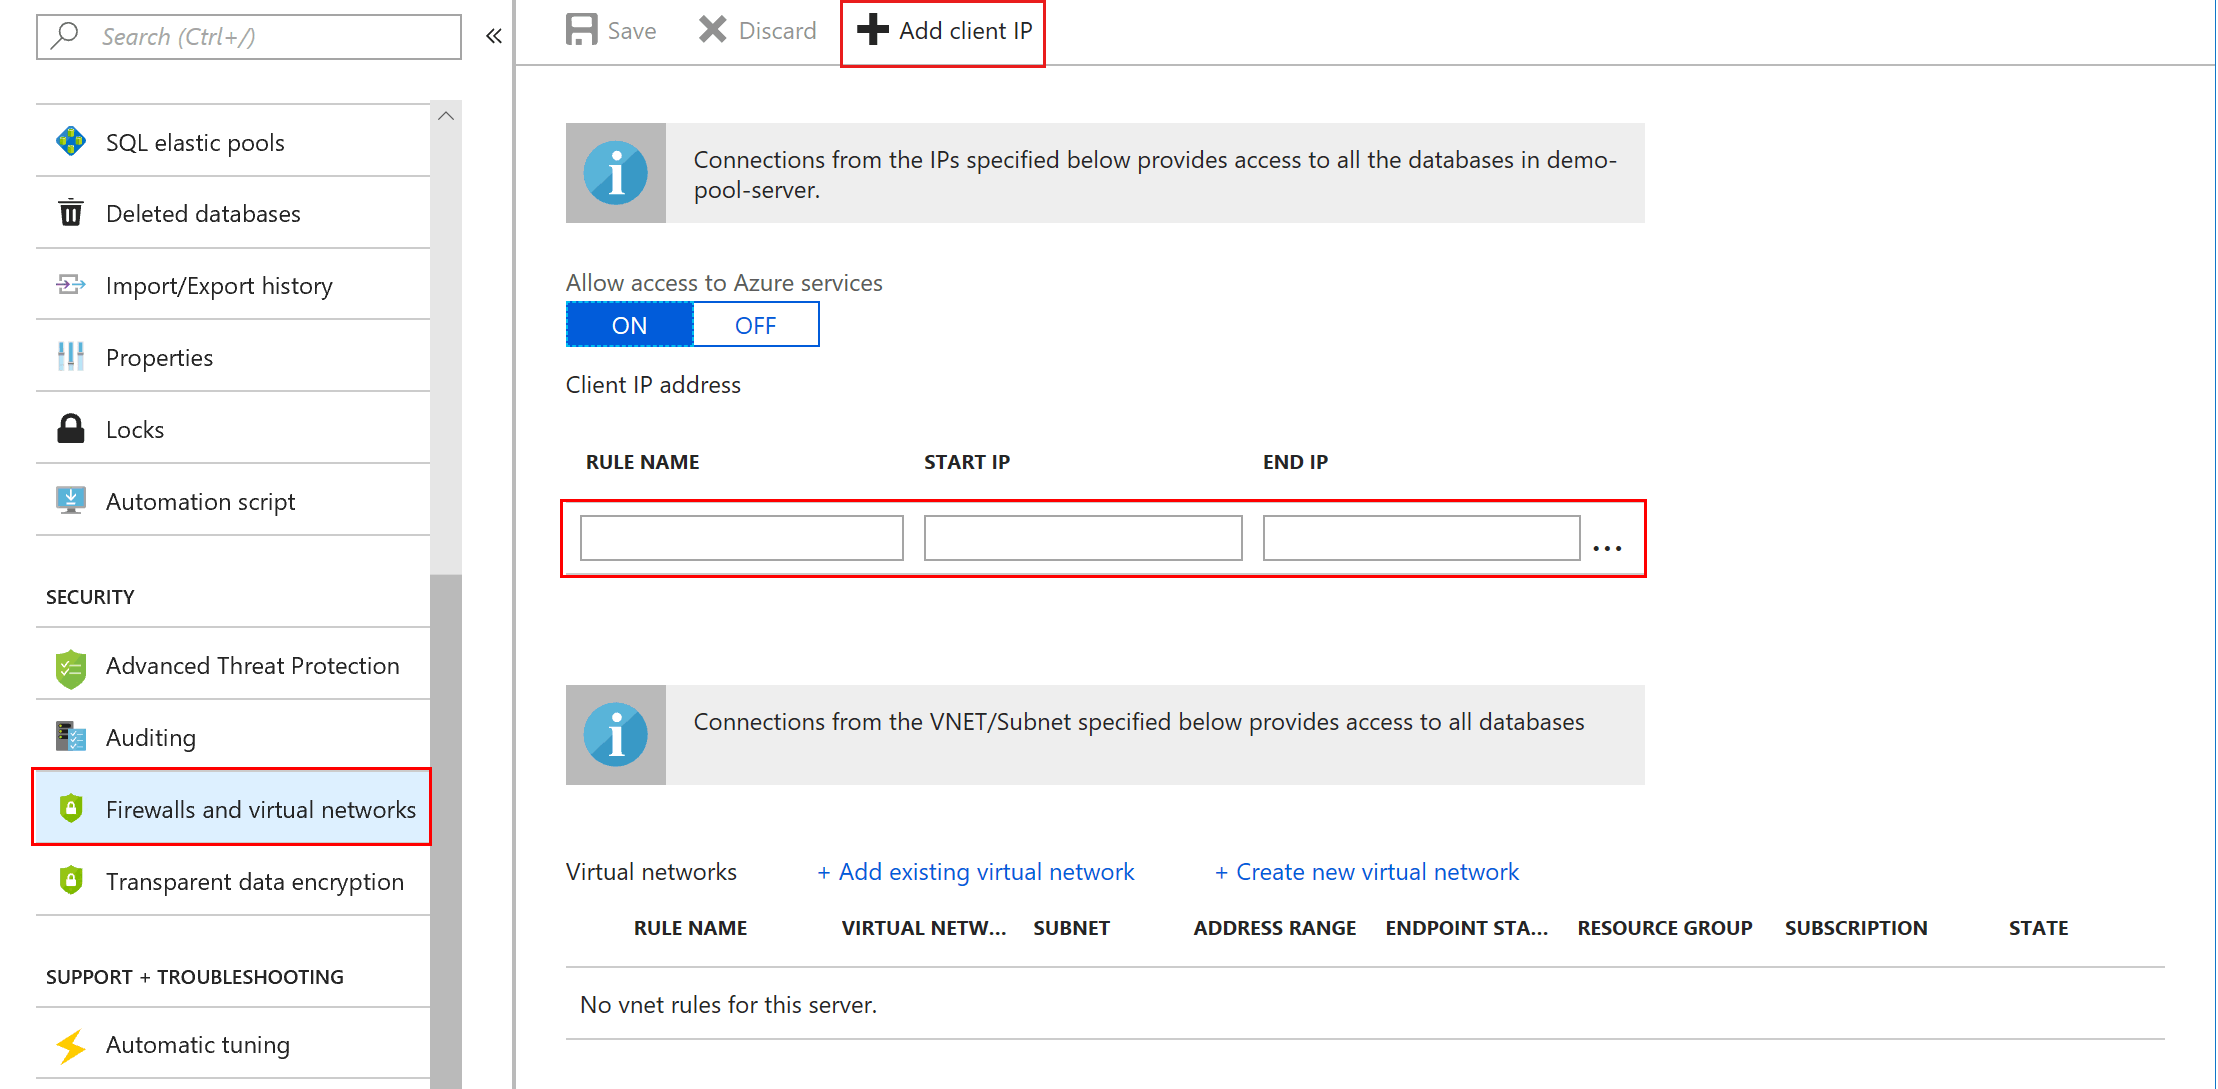 Search (Ctrl+/)
«
Save
Discard
Add client IP
SQL elastic pools
Deleted databases
Import/Export history
Properties
Locks
Automation script
SECURITY
Advanced Threat Protection
Auditing
Firewalls and virtual networks
Transparent data encryption
SUPPORT + TROUBLESHOOTING
Automatic tuning
Connections from the IPs specified below provides access to all the databases in demo-
pool-server.
Allow access to Azure services
ON OFF
Client IP address
RULE NAME START IP END IP
...
Connections from the VNET/Subnet specified below provides access to all databases
Virtual networks + Add existing virtual network + Create new virtual network
RULE NAME VIRTUAL NETW... SUBNET ADDRESS RANGE ENDPOINT STA... RESOURCE GROUP SUBSCRIPTION STATE
No vnet rules for this server.